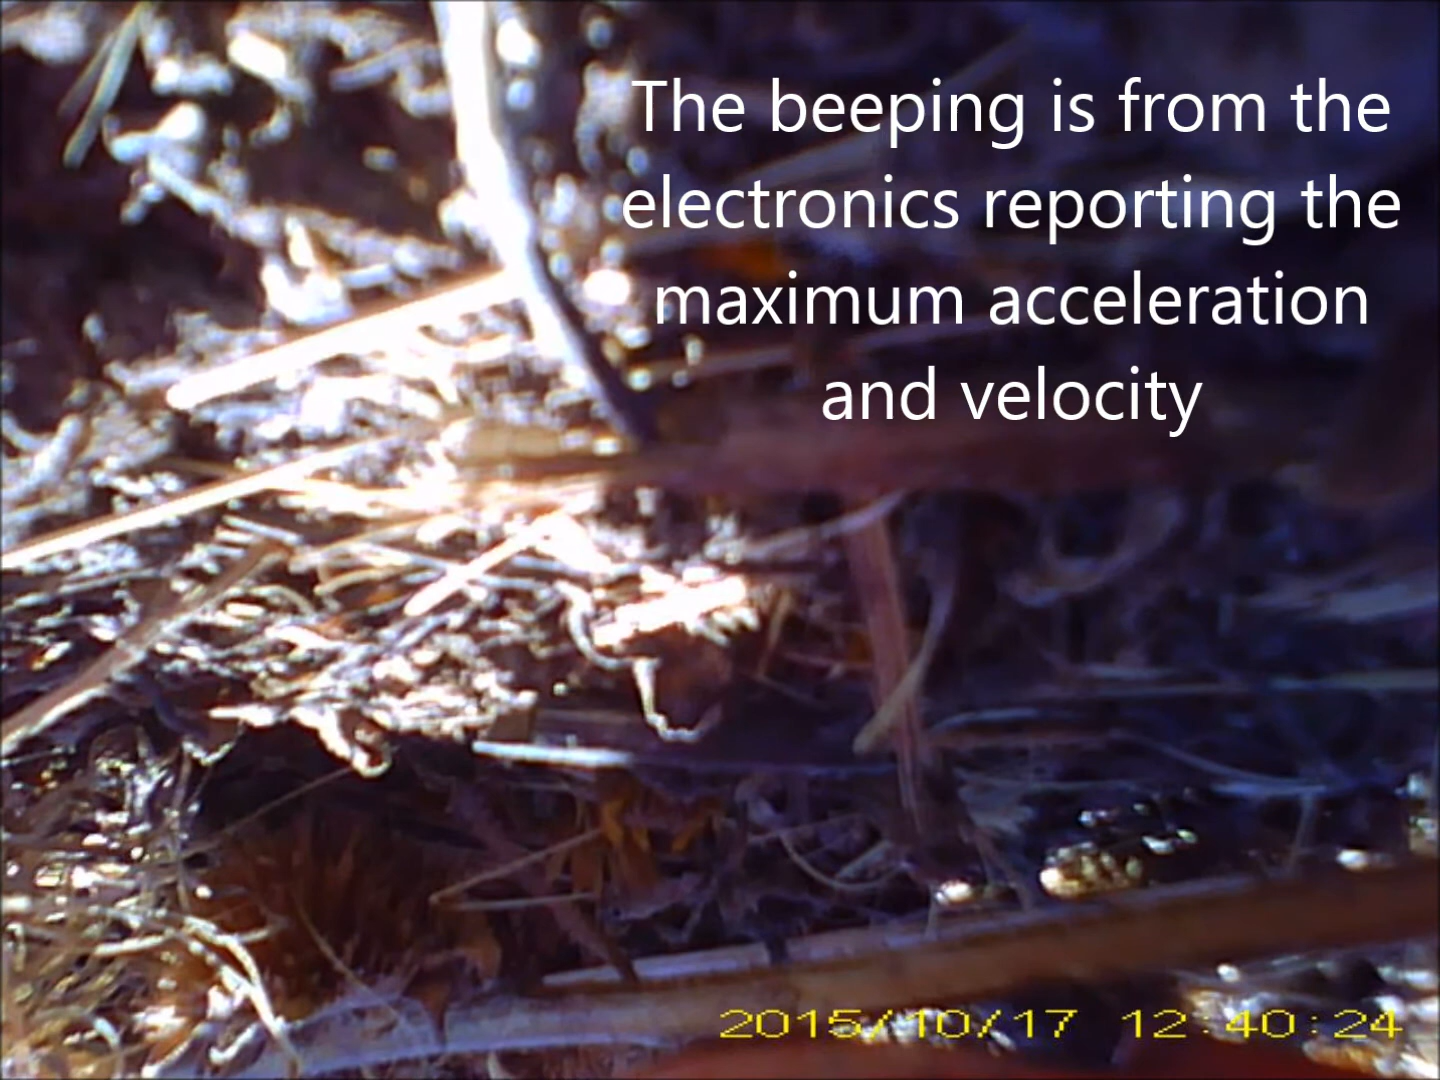 The beeping is from the
electronics reporting the
maximum acceleration
and velocity
2015/10/17 12:40:24